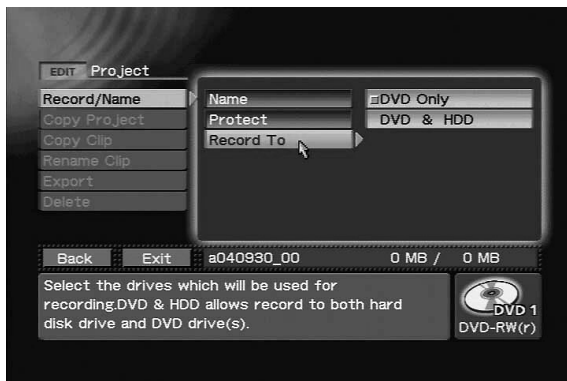 EDIT Project
Record/Name
Copy Project
Copy Clip
Rename Clip
Export
Delete
Name
Protect
Record To
DVD Only
DVD & HDD
Back Exit a040930_00 0 MB / 0 MB
Select the drives which will be used for
recording.DVD & HDD allows record to both hard
disk drive and DVD drive(s).
DVD 1
DVD-RW(r)